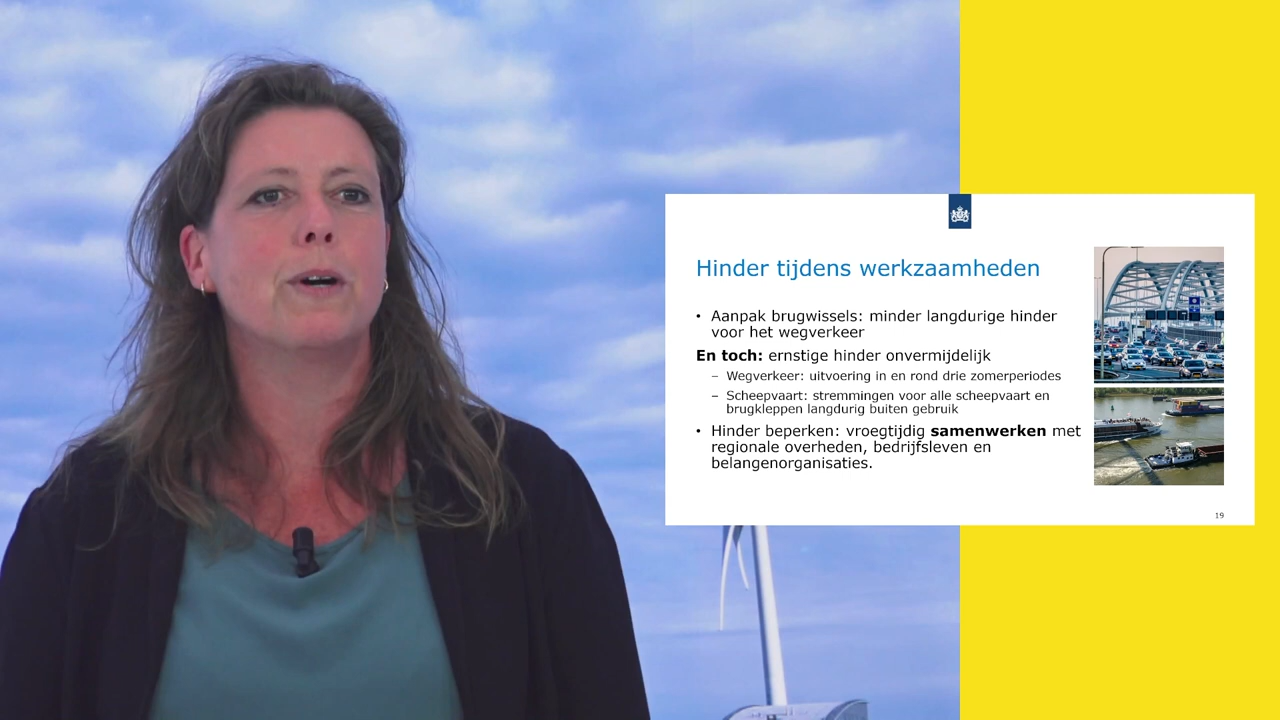 Hinder tijdens werkzaamheden
• Aanpak brugwissels: minder langdurige hinder
voor het wegverkeer
En toch: ernstige hinder onvermijdelijk
– Wegverkeer: uitvoering in en rond drie zomerperiodes
– Scheepvaart: stremmingen voor alle scheepvaart en
brugkleppen langdurig buiten gebruik
• Hinder beperken: vroegtijdig samenwerken met
regionale overheden, bedrijfsleven en
belangenorganisaties.
19